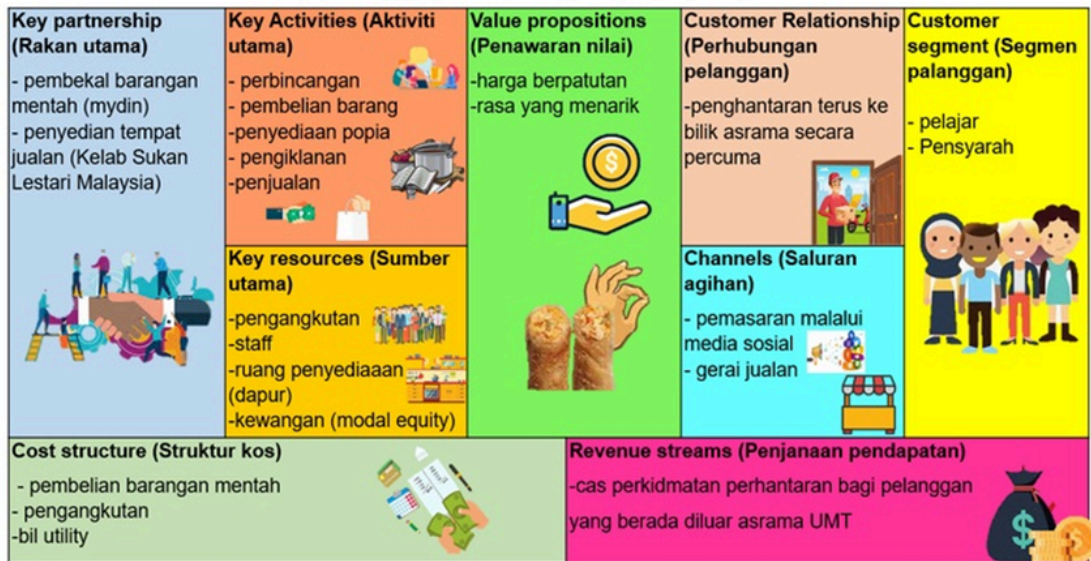 Key partnership
(Rakan utama)
- pembekal barangan
mentah (mydin)
- penyedian tempat
jualan (Kelab Sukan
Lestari Malaysia)
Key Activities (Aktiviti
utama)
- perbincangan
- pembelian barang
-penyediaan popia
- pengiklanan
-penjualan
Key resources (Sumber
utama)
-pengangkutan
-staff
-ruang penyediaaan
(dapur)
-kewangan (modal equity)
Value propositions
(Penawaran nilai)
-harga berpatutan
-rasa yang menarik
Customer Relationship
(Perhubungan
pelanggan)
-penghantaran terus ke
bilik asrama secara
percuma
Channels (Saluran
agihan)
- pemasaran malalui
media sosial
- gerai jualan
Customer
segment (Segmen
palanggan)
- pelajar
- Pensyarah
Cost structure (Struktur kos)
- pembelian barangan mentah
- pengangkutan
-bil utility
Revenue streams (Penjanaan pendapatan)
-cas perkidmatan perhantaran bagi pelanggan
yang berada diluar asrama UMT